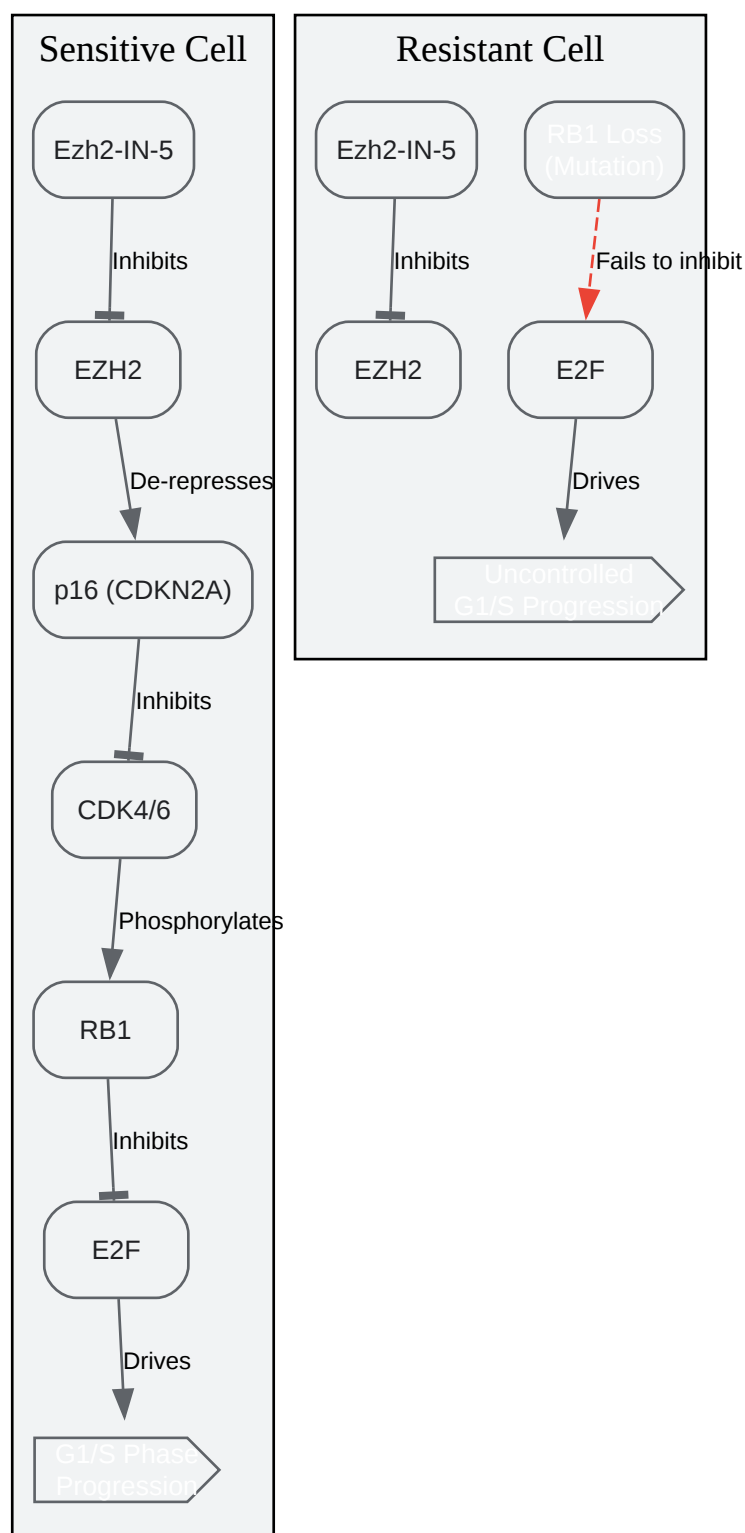 Sensitive Cell
Ezh2-IN-5
Inhibits
EZH2
De-represses
p16 (CDKN2A)
Inhibits
CDK4/6
Phosphorylates
RB1
Inhibits
E2F
Drives
G1/S Phase
Progression
Resistant Cell
Ezh2-IN-5
Inhibits
EZH2
RB1 Loss
(Mutation)
Fails to inhibit
E2F
Drives
Uncontrolled
G1/S Progression